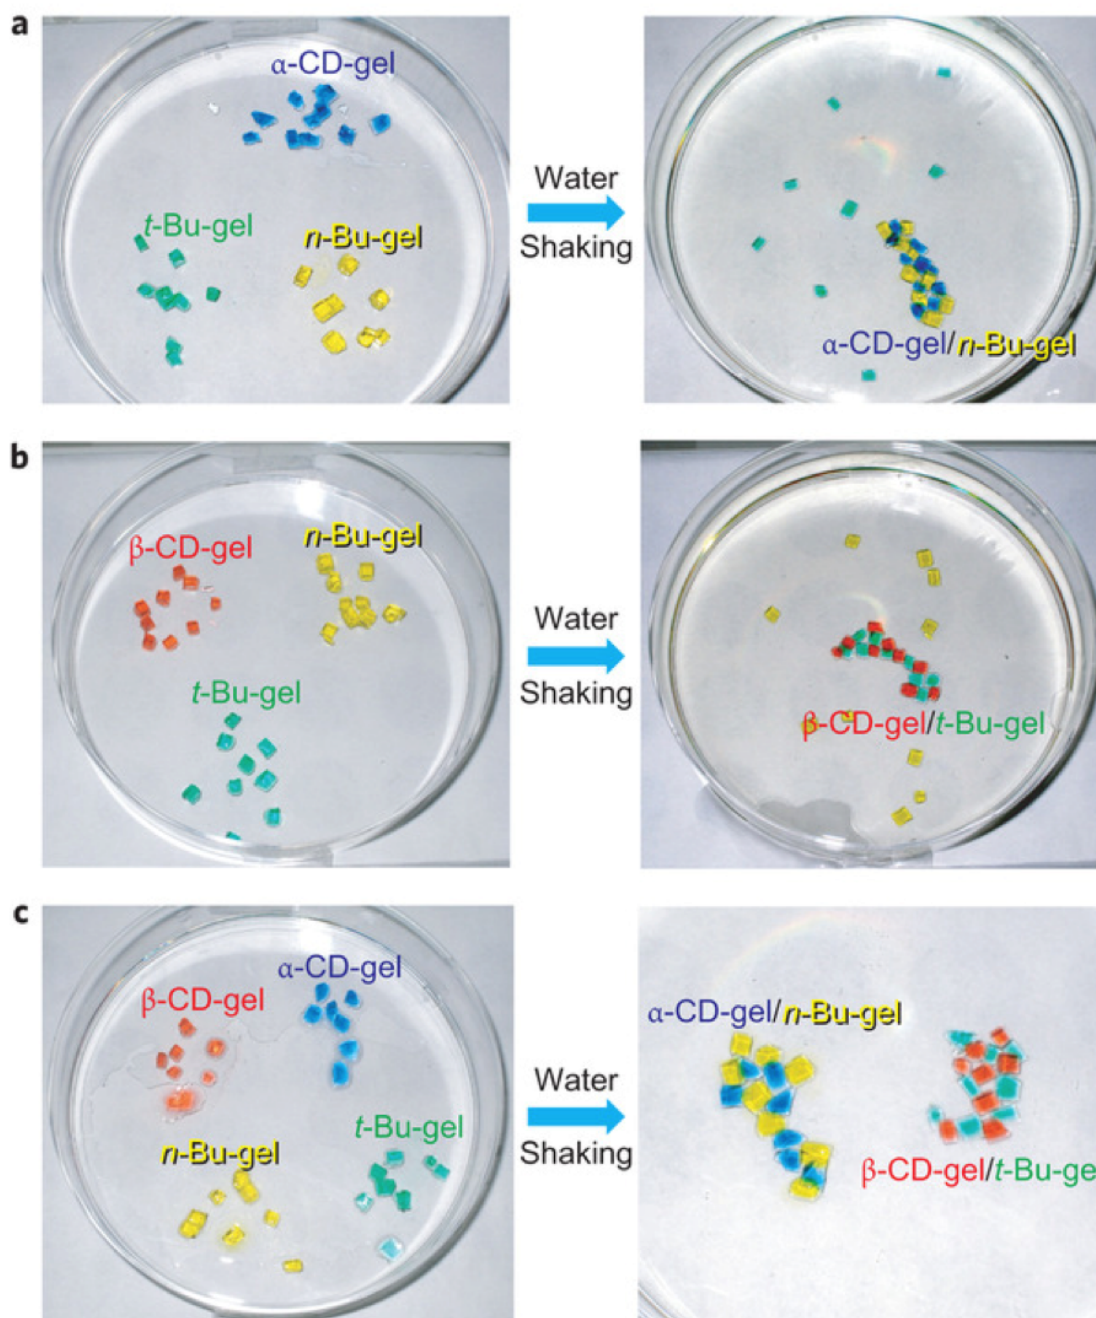 a
α-CD-gel
t-Bu-gel
n-Bu-gel
Water
Shaking
α-CD-gel/n-Bu-gel
b
β-CD-gel
n-Bu-gel
t-Bu-gel
Water
Shaking
β-CD-gel/t-Bu-gel
c
α-CD-gel
β-CD-gel
n-Bu-gel
t-Bu-gel
Water
Shaking
α-CD-gel/n-Bu-gel
β-CD-gel/t-Bu-ge